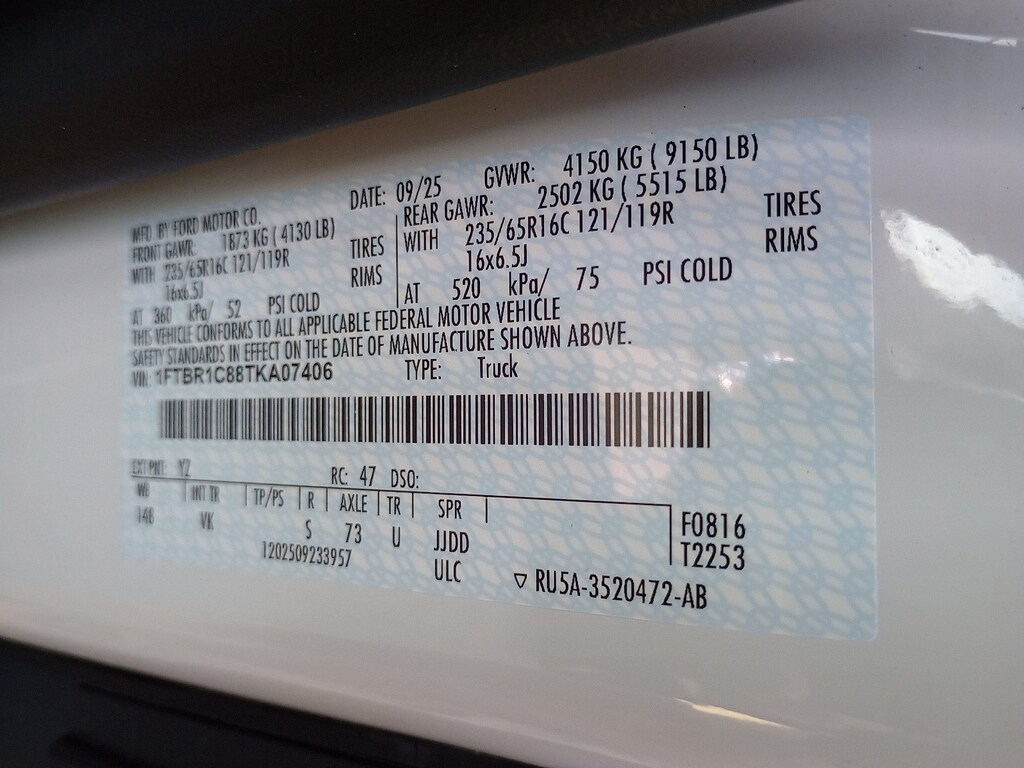 MFD BY FORD MOTOR CO.
DATE: 09/25 GVWR: 4150 KG ( 9150 LB)
FRONT GAWR: 1873 KG ( 4130 LB)
REAR GAWR: 2502 KG ( 5515 LB)
WITH 235/65R16C 121/119R TIRES
WITH 235/65R16C 121/119R TIRES
16x6.5J RIMS
16x6.5J RIMS
AT 360 kPa/ 52 PSI COLD
AT 520 kPa/ 75 PSI COLD
THIS VEHICLE CONFORMS TO ALL APPLICABLE FEDERAL MOTOR VEHICLE
SAFETY STANDARDS IN EFFECT ON THE DATE OF MANUFACTURE SHOWN ABOVE.
VIN: 1FTBR1C88TKA07406 TYPE: Truck
EXT PNT: YZ RC: 47 DSO:
WB INT TR TP/PS R AXLE TR SPR
148 VK S 73 U JJDD
F0816
T2253
1202509233957 ULC
▽ RU5A-3520472-AB